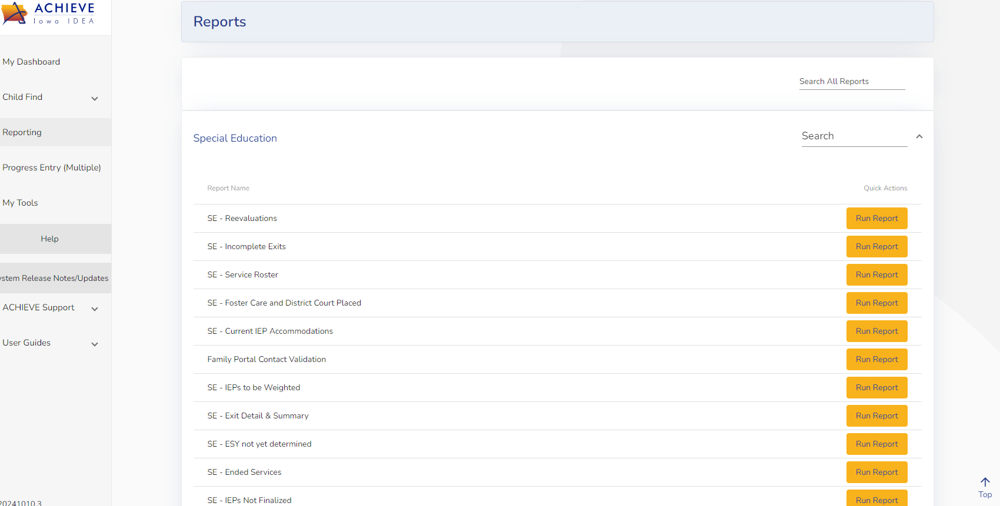 ACHIEVE
Iowa IDEA
My Dashboard
Child Find
Reporting
Progress Entry (Multiple)
My Tools
Help
ystem Release Notes/Updates
ACHIEVE Support
User Guides
20241010.3
Reports
Search All Reports
Special Education
Search
Report Name
Quick Actions
SE - Reevaluations
Run Report
SE - Incomplete Exits
Run Report
SE - Service Roster
Run Report
SE - Foster Care and District Court Placed
Run Report
SE - Current IEP Accommodations
Run Report
Family Portal Contact Validation
Run Report
SE - IEPs to be Weighted
Run Report
SE - Exit Detail & Summary
Run Report
SE - ESY not yet determined
Run Report
SE - Ended Services
Run Report
SE - IEPs Not Finalized
Run Report
Top